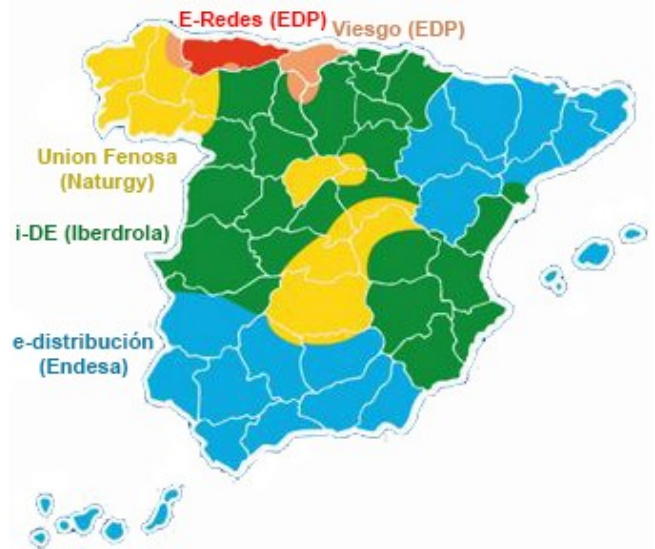 E-Redes (EDP)
Viesgo (EDP)
Union Fenosa
(Naturgy)
i-DE (Iberdrola)
e-distribución
(Endesa)